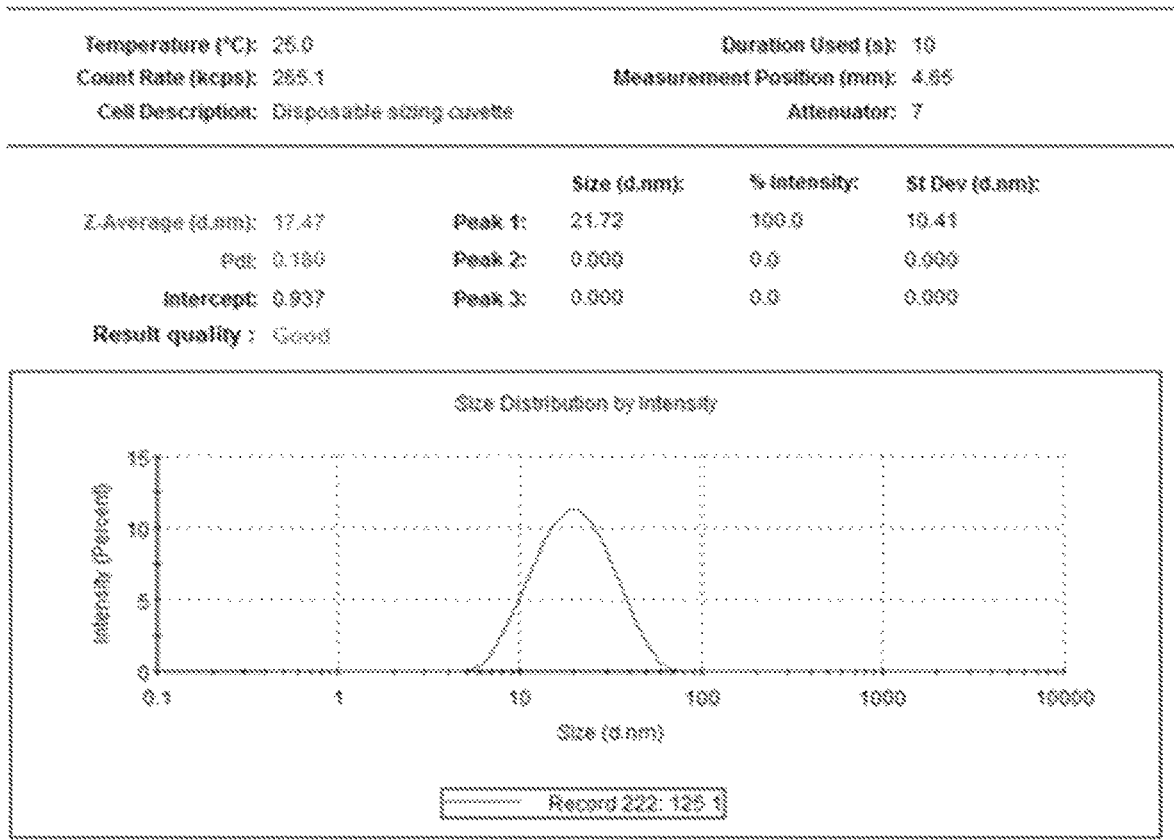 Temperature (°C): 25.0 Duration Used (s): 10
Count Rate (kcps): 255.1 Measurement Position (mm): 4.65
Cell Description: Disposable sizing cuvette Attenuator: 7
Size (d.nm): % Intensity: St Dev (d.nm):
Z-Average (d.nm): 17.47 Peak 1: 21.72 100.0 10.41
PdI: 0.180 Peak 2: 0.000 0.0 0.000
Intercept: 0.937 Peak 3: 0.000 0.0 0.000
Result quality : Good
Size Distribution by Intensity
15
10
5
0
Intensity (Percent)
0.1 1 10 100 1000 10000
Size (d.nm)
Record 222: 125 1